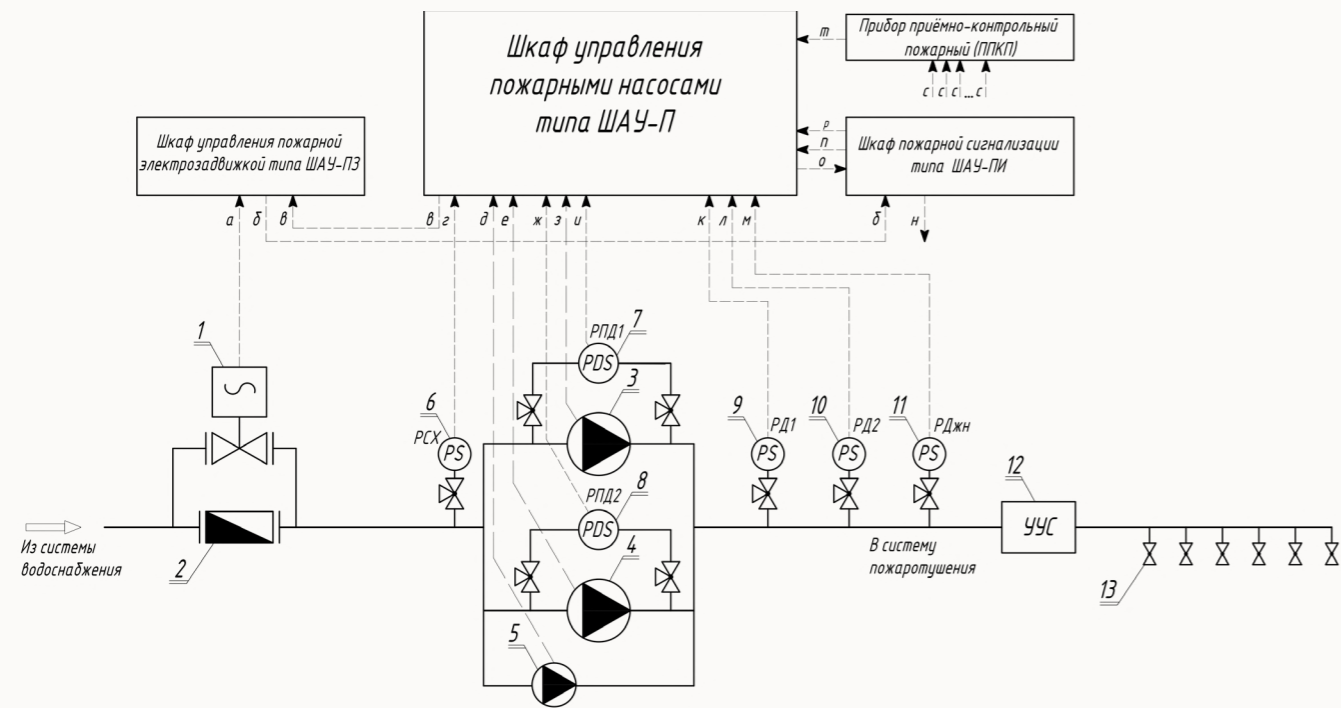 Шкаф управления
пожарными насосами
типа ШАУ-П
т
Прибор приёмно-контрольный
пожарный (ППКП)
с с с ... с
Шкаф управления пожарной
электрозадвижкой типа ШАУ-ПЗ
р
п
о
Шкаф пожарной сигнализации
типа ШАУ-ПИ
а б в в г д е ж з и к л м б н
1
РПД1 7
PDS
3
6
РСХ
PS
9 РД1
PS
10 РД2
PS
11 РДжн
PS
РПД2 8
PDS
12
УУС
Из системы
водоснабжения
2
4
В систему
пожаротушения
13
5